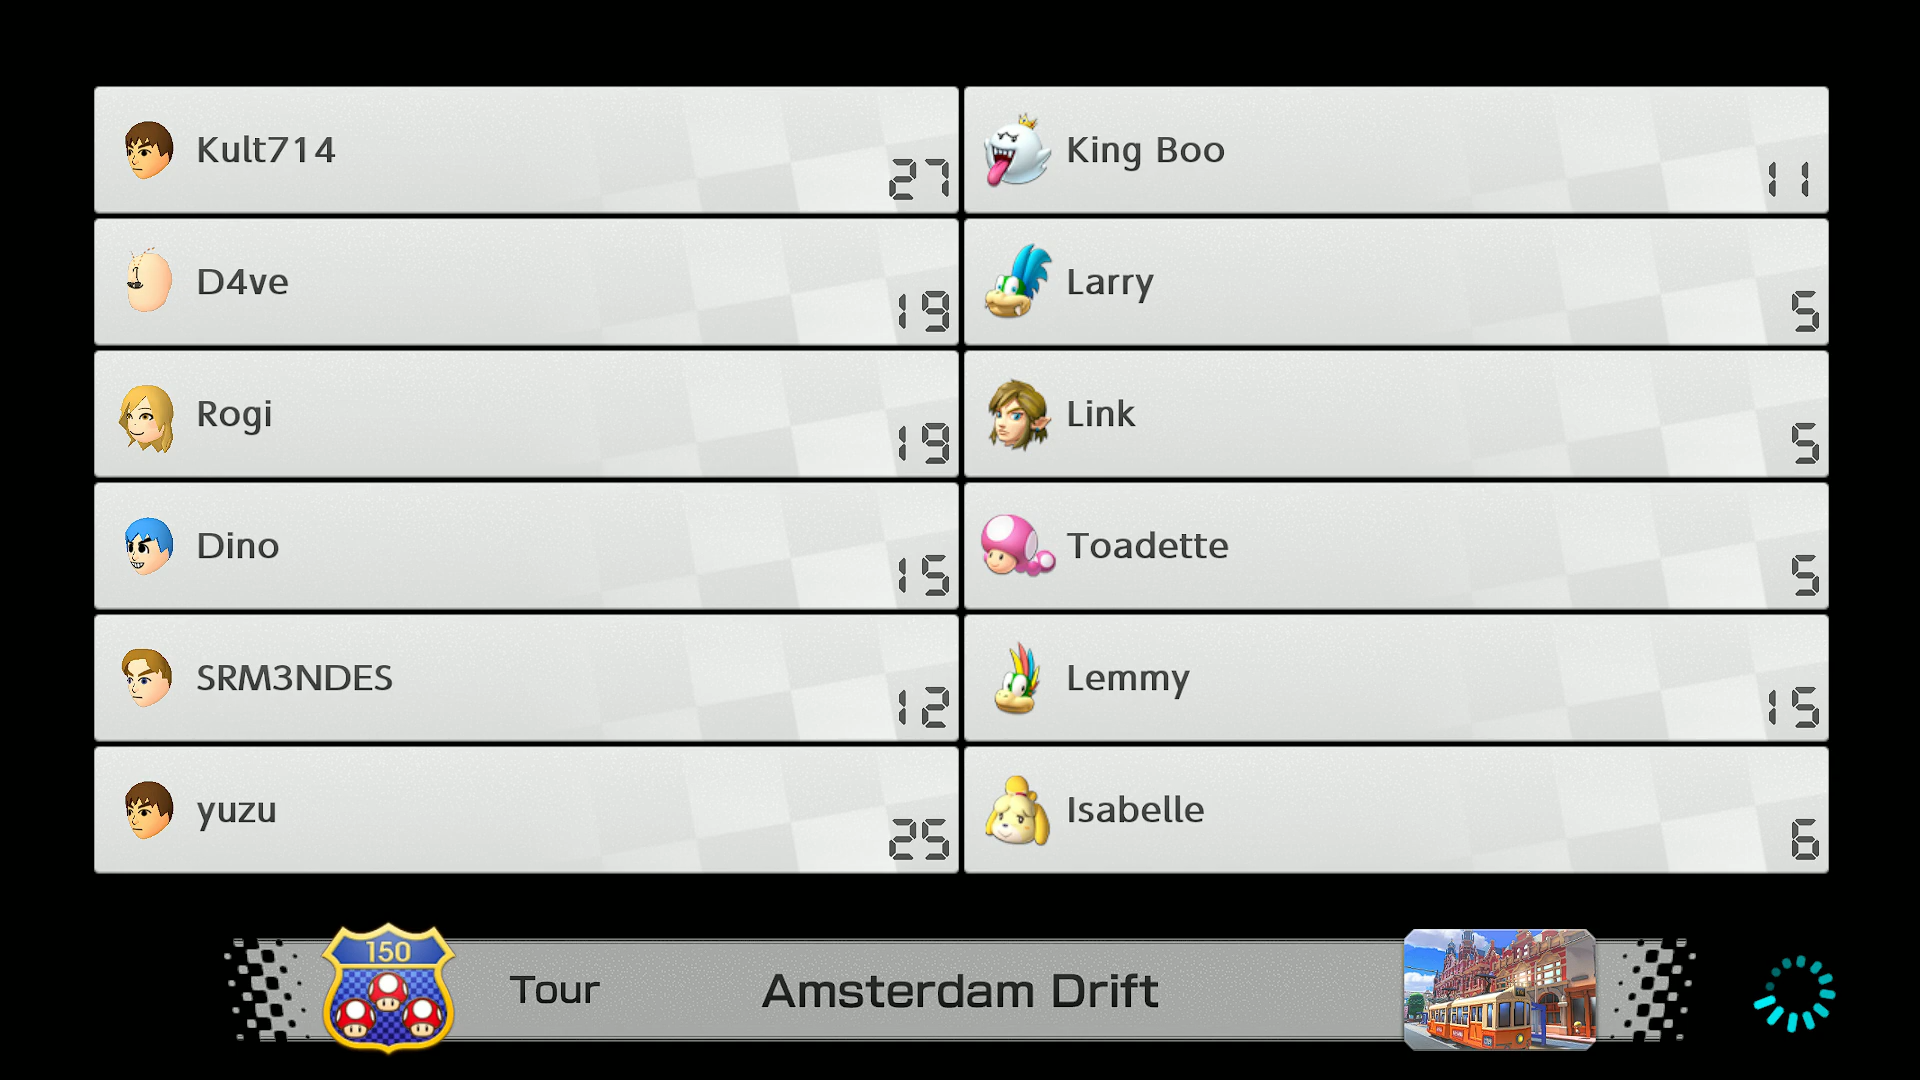 Kult714
27
D4ve
19
Rogi
19
Dino
15
SRM3NDES
12
yuzu
25
King Boo
11
Larry
5
Link
5
Toadette
5
Lemmy
15
Isabelle
6
150
Tour
Amsterdam Drift